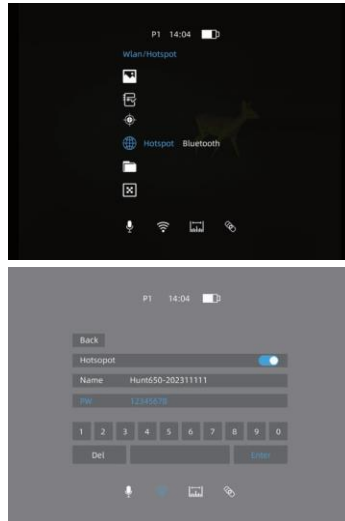 P1 14:04
Wlan/Hotspot
Hotspot Bluetooth
P1 14:04
Back
Hotsopot
Name Hunt650-202311111
PW 12345678
1 2 3 4 5 6 7 8 9 0
Del Enter